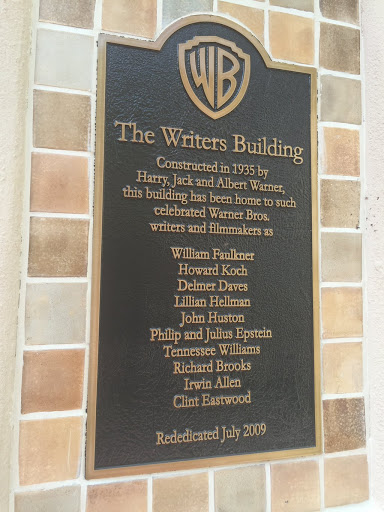 WB
The Writers Building
Constructed in 1935 by
Harry, Jack and Albert Warner,
this building has been home to such
celebrated Warner Bros.
writers and filmmakers as
William Faulkner
Howard Koch
Delmer Daves
Lillian Hellman
John Huston
Philip and Julius Epstein
Tennessee Williams
Richard Brooks
Irwin Allen
Clint Eastwood
Rededicated July 2009